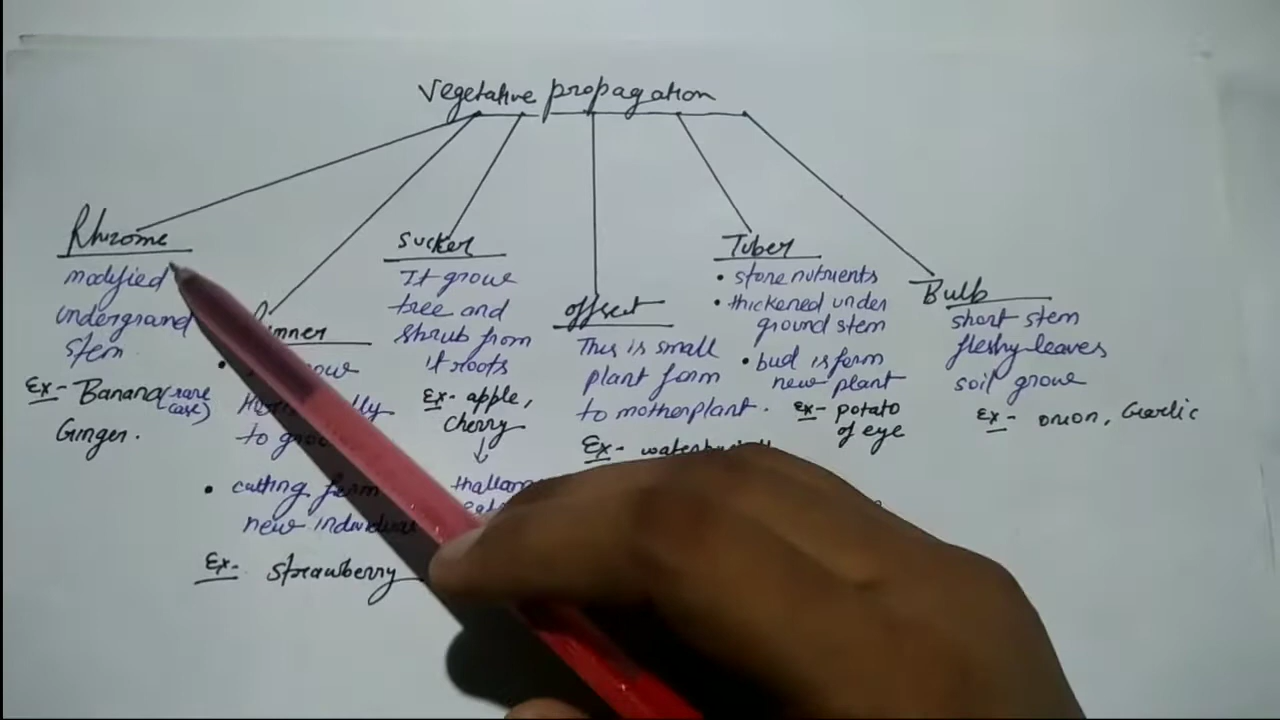 Vegetative propagation
Rhizome
modified
underground
stem
Ex- Banana (rare case)
Ginger.
to
cutting form
new individual
Ex- Strawberry
Sucker
It grow
tree and
shrub from
it roots
Ex- apple,
cherry
offset
This is small
plant form
to motherplant.
Ex-
Tuber
• store nutrients
• thickened under
ground stem
• bud is form
new plant
Ex- potato
of eye
Bulb
short stem
fleshy leaves
soil grow
Ex- onion, Garlic